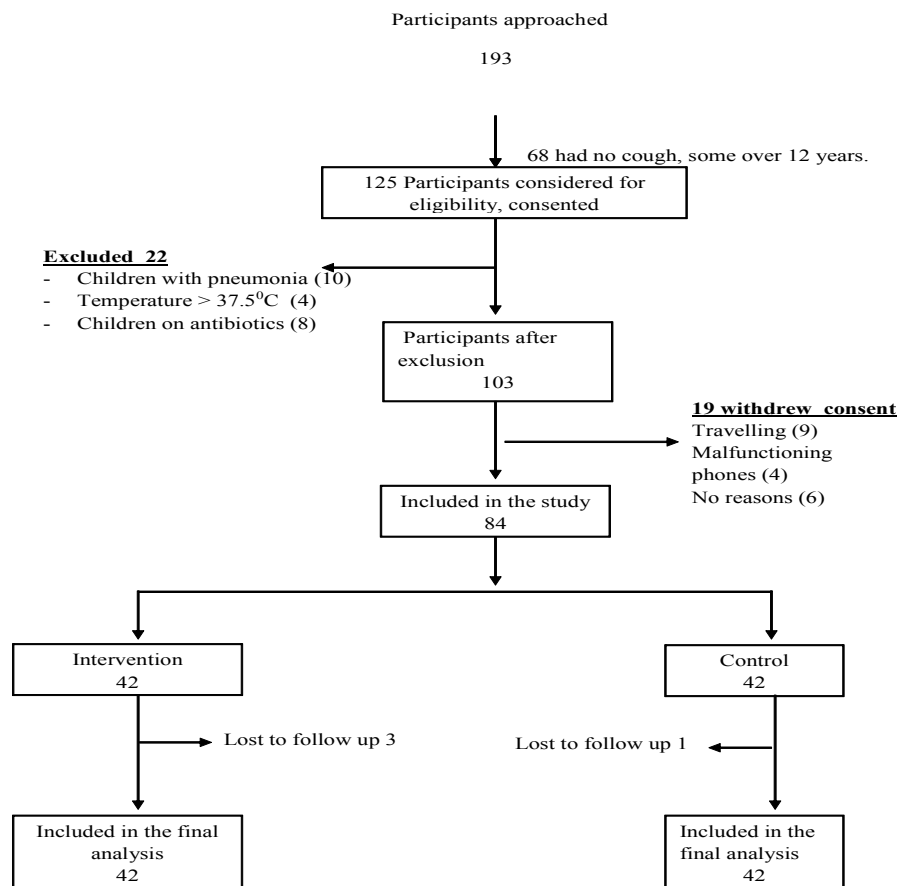 Participants approached
193
68 had no cough, some over 12 years.
125 Participants considered for
eligibility, consented
Excluded 22
- Children with pneumonia (10)
- Temperature > 37.5⁰C (4)
- Children on antibiotics (8)
Participants after
exclusion
103
19 withdrew consent
Travelling (9)
Malfunctioning
phones (4)
No reasons (6)
Included in the study
84
Intervention
42
Control
42
Lost to follow up 3
Lost to follow up 1
Included in the final
analysis
42
Included in the
final analysis
42